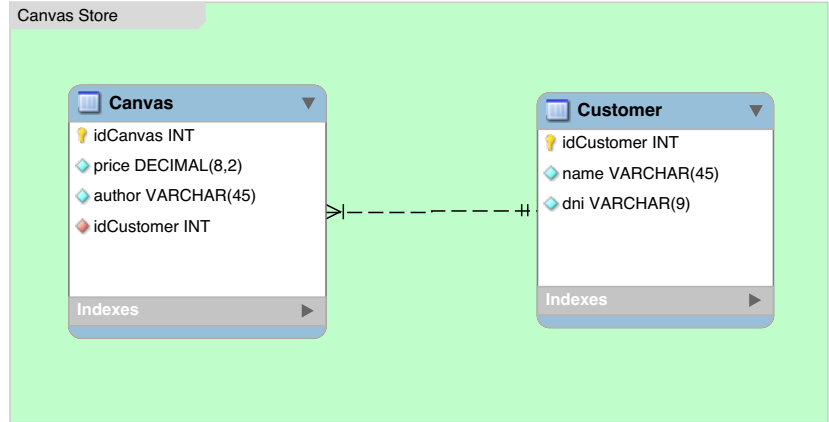 Canvas Store
Canvas
idCanvas INT
price DECIMAL(8,2)
author VARCHAR(45)
idCustomer INT
Indexes
Customer
idCustomer INT
name VARCHAR(45)
dni VARCHAR(9)
Indexes